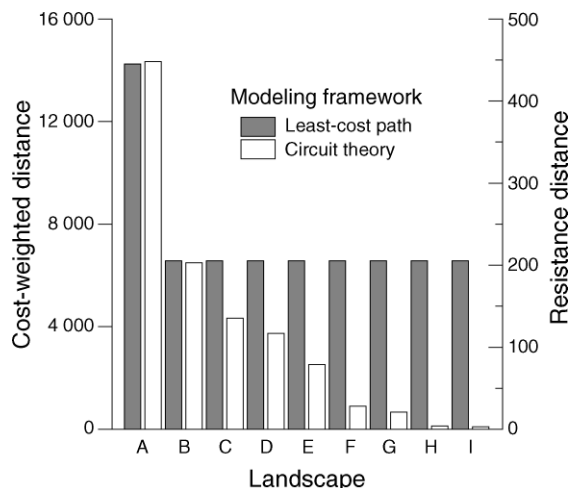 16 000
12 000
8 000
4 000
0
Cost-weighted distance
Modeling framework
Least-cost path
Circuit theory
500
400
300
200
100
0
Resistance distance
A B C D E F G H I
Landscape